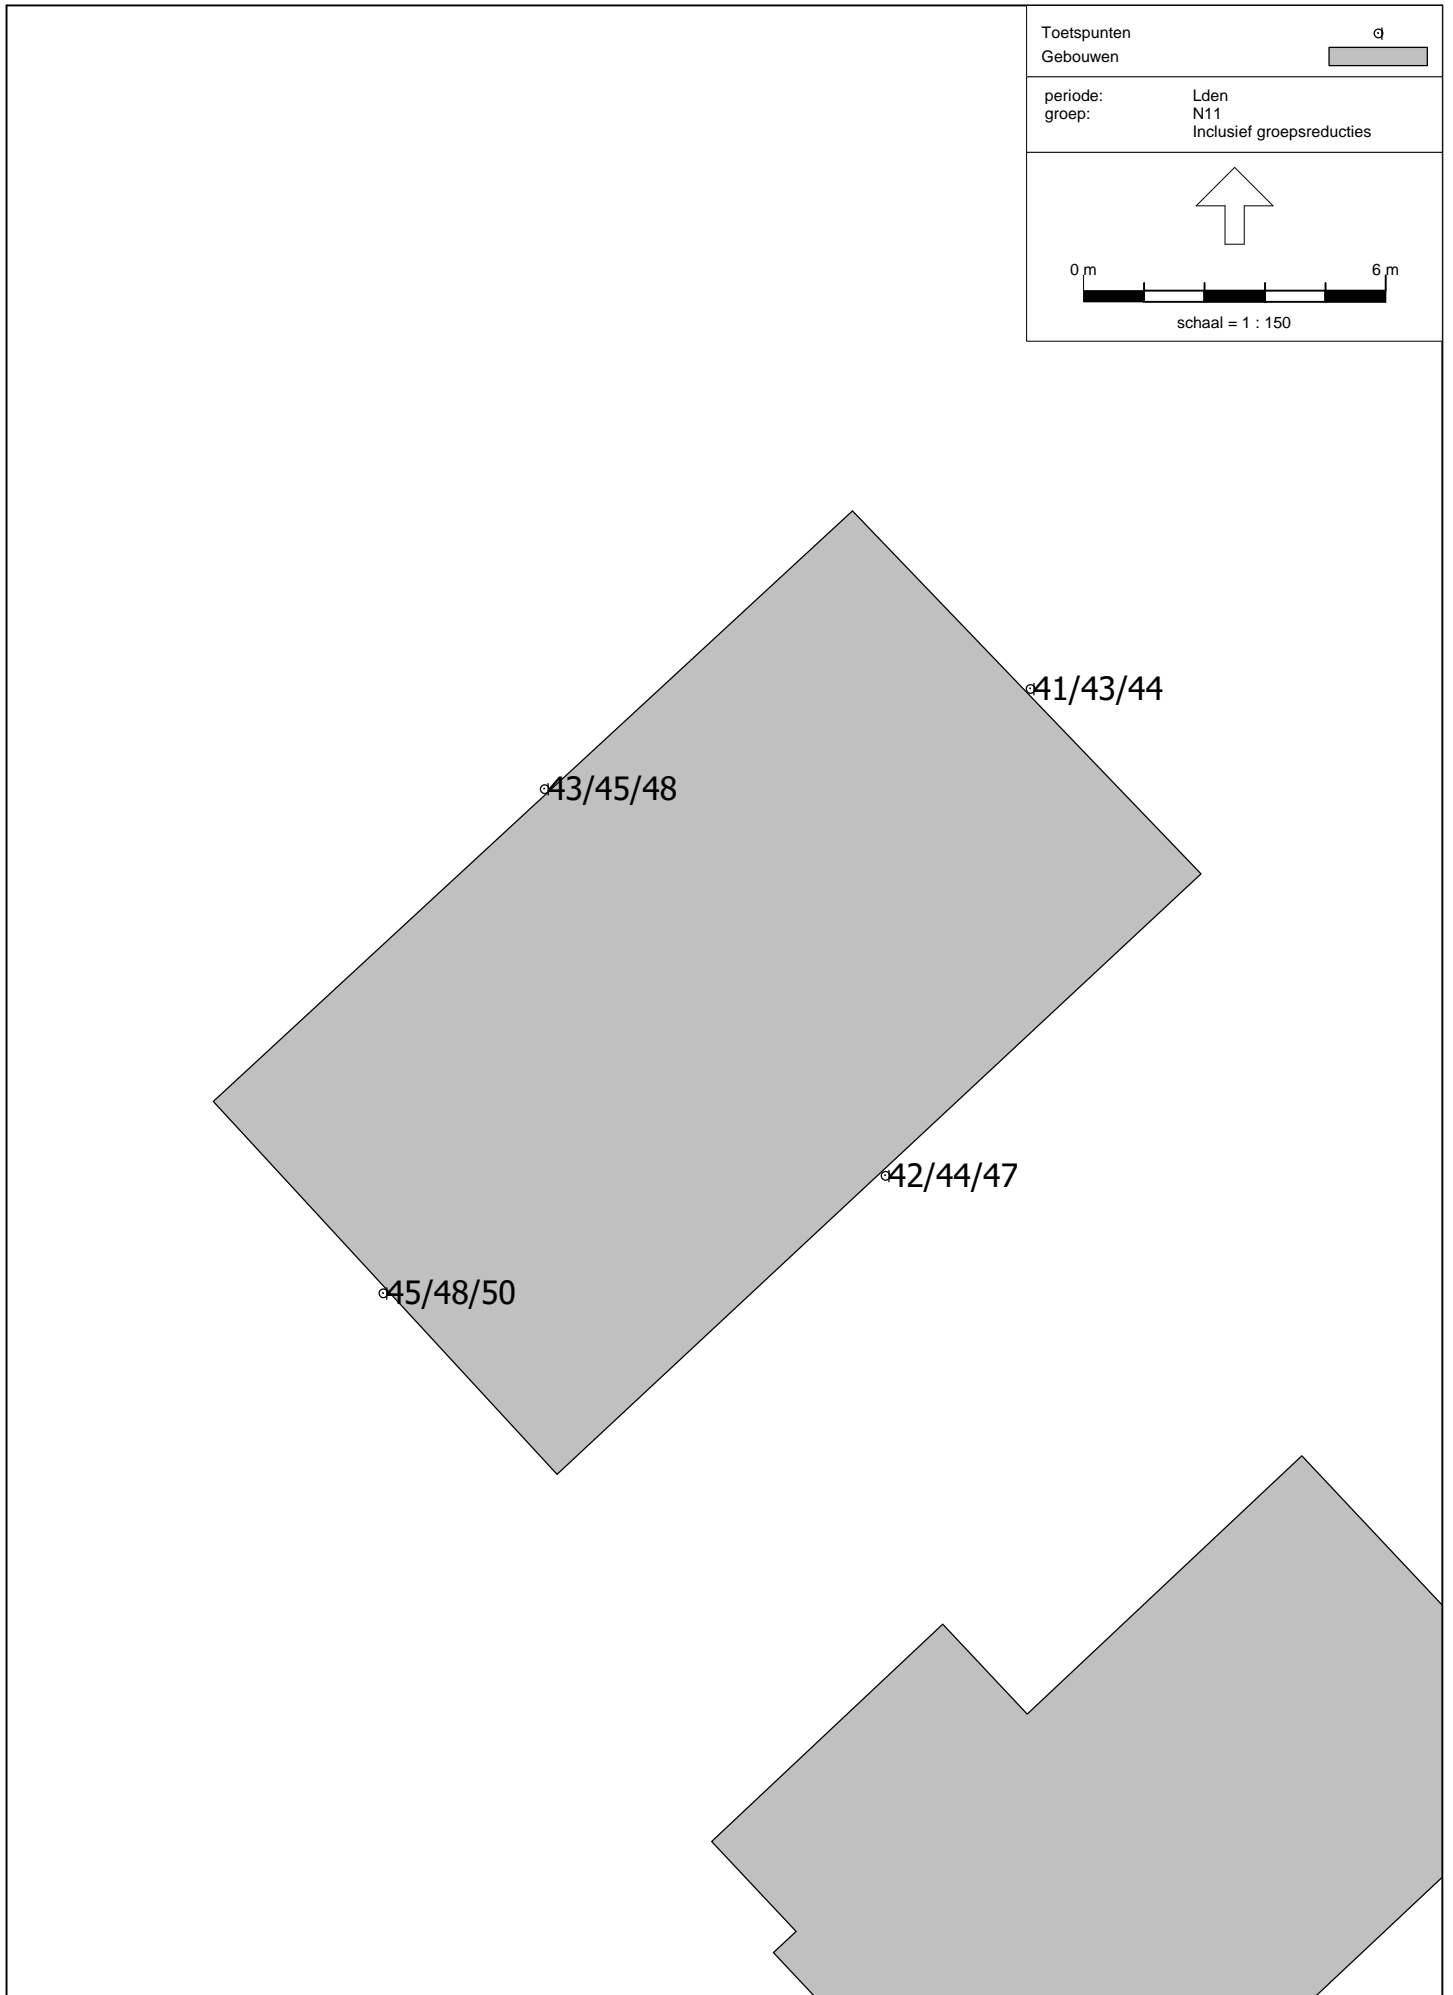 Toetspunten
Gebouwen
periode: Lden
groep: N11
Inclusief groepsreducties
0 m 6 m
schaal = 1 : 150
41/43/44
43/45/48
42/44/47
45/48/50